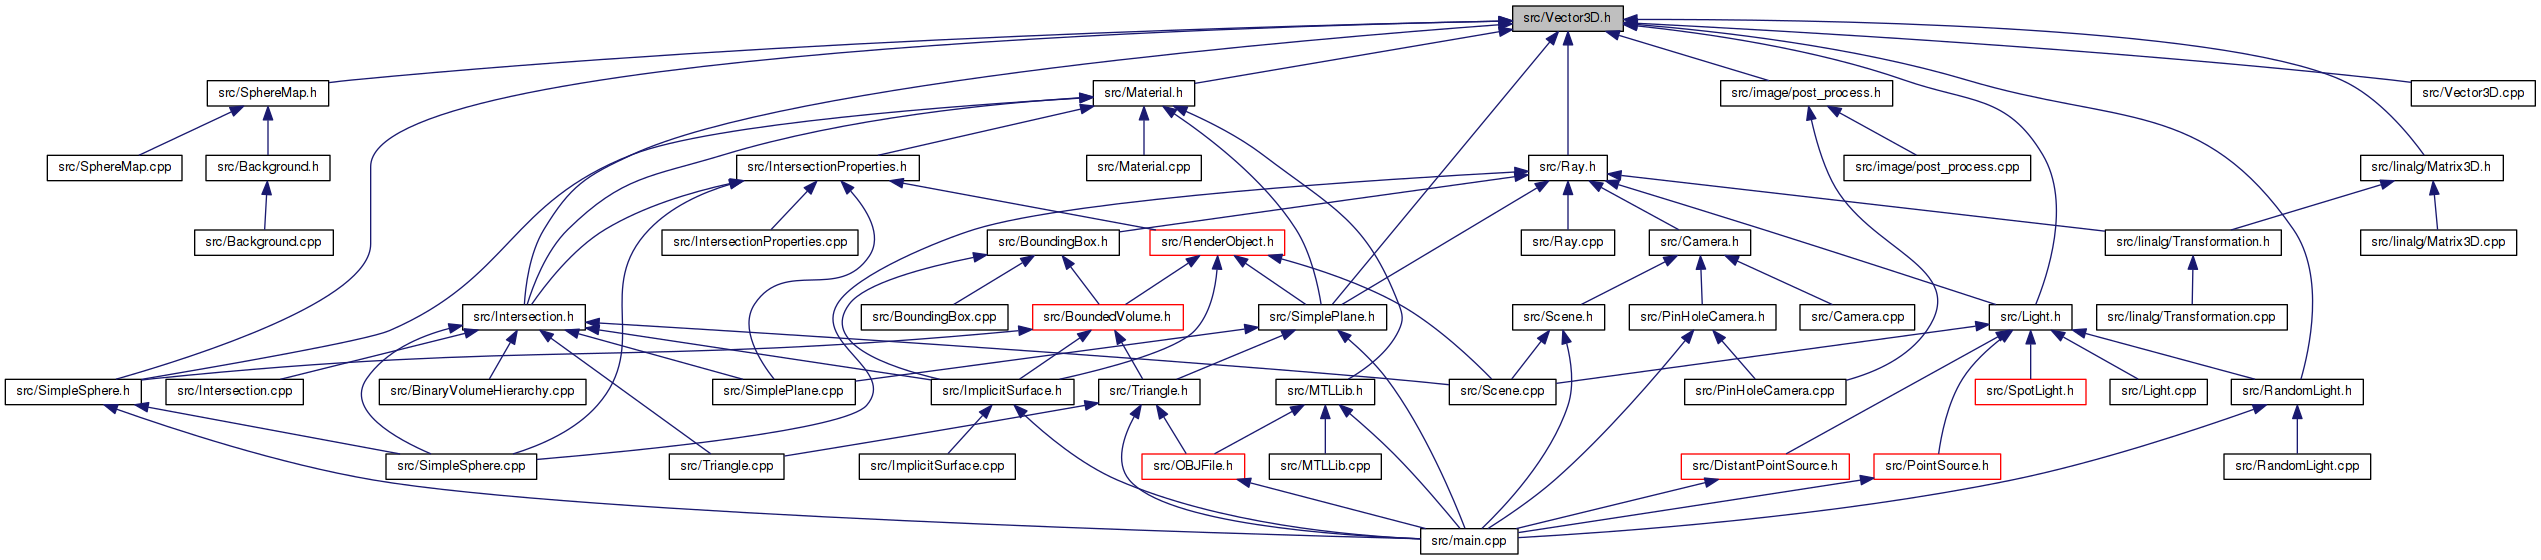 src/Vector3D.h
src/SphereMap.h
src/Material.h
src/image/post_process.h
src/Vector3D.cpp
src/SphereMap.cpp
src/Background.h
src/IntersectionProperties.h
src/Material.cpp
src/Ray.h
src/image/post_process.cpp
src/linalg/Matrix3D.h
src/Background.cpp
src/IntersectionProperties.cpp
src/BoundingBox.h
src/RenderObject.h
src/Ray.cpp
src/Camera.h
src/linalg/Transformation.h
src/linalg/Matrix3D.cpp
src/Intersection.h
src/BoundingBox.cpp
src/BoundedVolume.h
src/SimplePlane.h
src/Scene.h
src/PinHoleCamera.h
src/Camera.cpp
src/Light.h
src/linalg/Transformation.cpp
src/SimpleSphere.h
src/Intersection.cpp
src/BinaryVolumeHierarchy.cpp
src/SimplePlane.cpp
src/ImplicitSurface.h
src/Triangle.h
src/MTLLib.h
src/Scene.cpp
src/PinHoleCamera.cpp
src/SpotLight.h
src/Light.cpp
src/RandomLight.h
src/SimpleSphere.cpp
src/Triangle.cpp
src/ImplicitSurface.cpp
src/OBJFile.h
src/MTLLib.cpp
src/DistantPointSource.h
src/PointSource.h
src/RandomLight.cpp
src/main.cpp